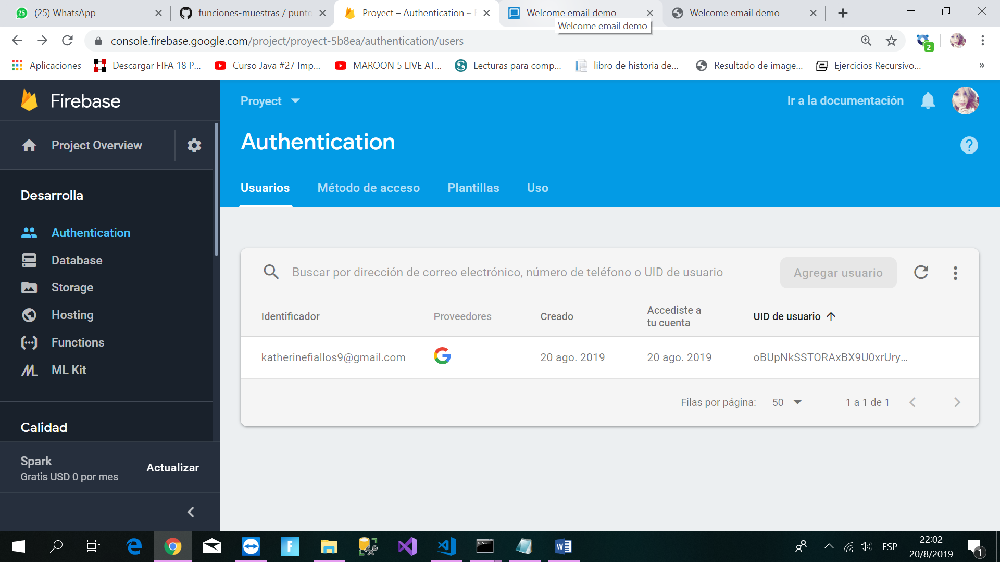 (25) WhatsApp
funciones-muestras / punto
Proyect – Authentication –
Welcome email demo
Welcome email demo
Welcome email demo
console.firebase.google.com/project/proyect-5b8ea/authentication/users
2
Aplicaciones
Descargar FIFA 18 P...
Curso Java #27 Imp...
MAROON 5 LIVE AT...
Lecturas para comp...
libro de historia de...
Resultado de image...
Ejercicios Recursivo...
»
Firebase
Proyect
Ir a la documentación
Project Overview
Authentication
Usuarios
Método de acceso
Plantillas
Uso
Desarrolla
Authentication
Database
Storage
Hosting
Functions
ML Kit
Calidad
Spark
Gratis USD 0 por mes
Actualizar
Buscar por dirección de correo electrónico, número de teléfono o UID de usuario
Agregar usuario
Identificador
Proveedores
Creado
Accediste a
tu cuenta
UID de usuario
katherinefiallos9@gmail.com
20 ago. 2019
20 ago. 2019
oBUpNkSSTORAxBX9U0xrUry...
Filas por página:
50
1 a 1 de 1
ESP
22:02
20/8/2019
1